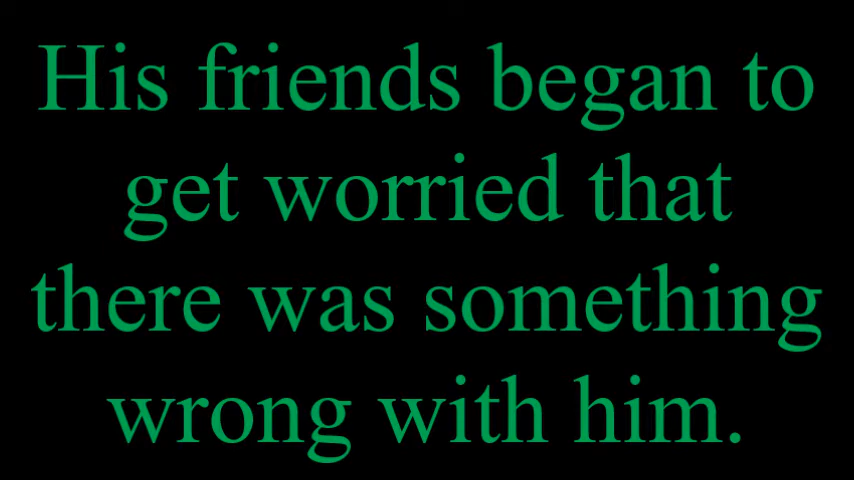 His friends began to
get worried that
there was something
wrong with him.